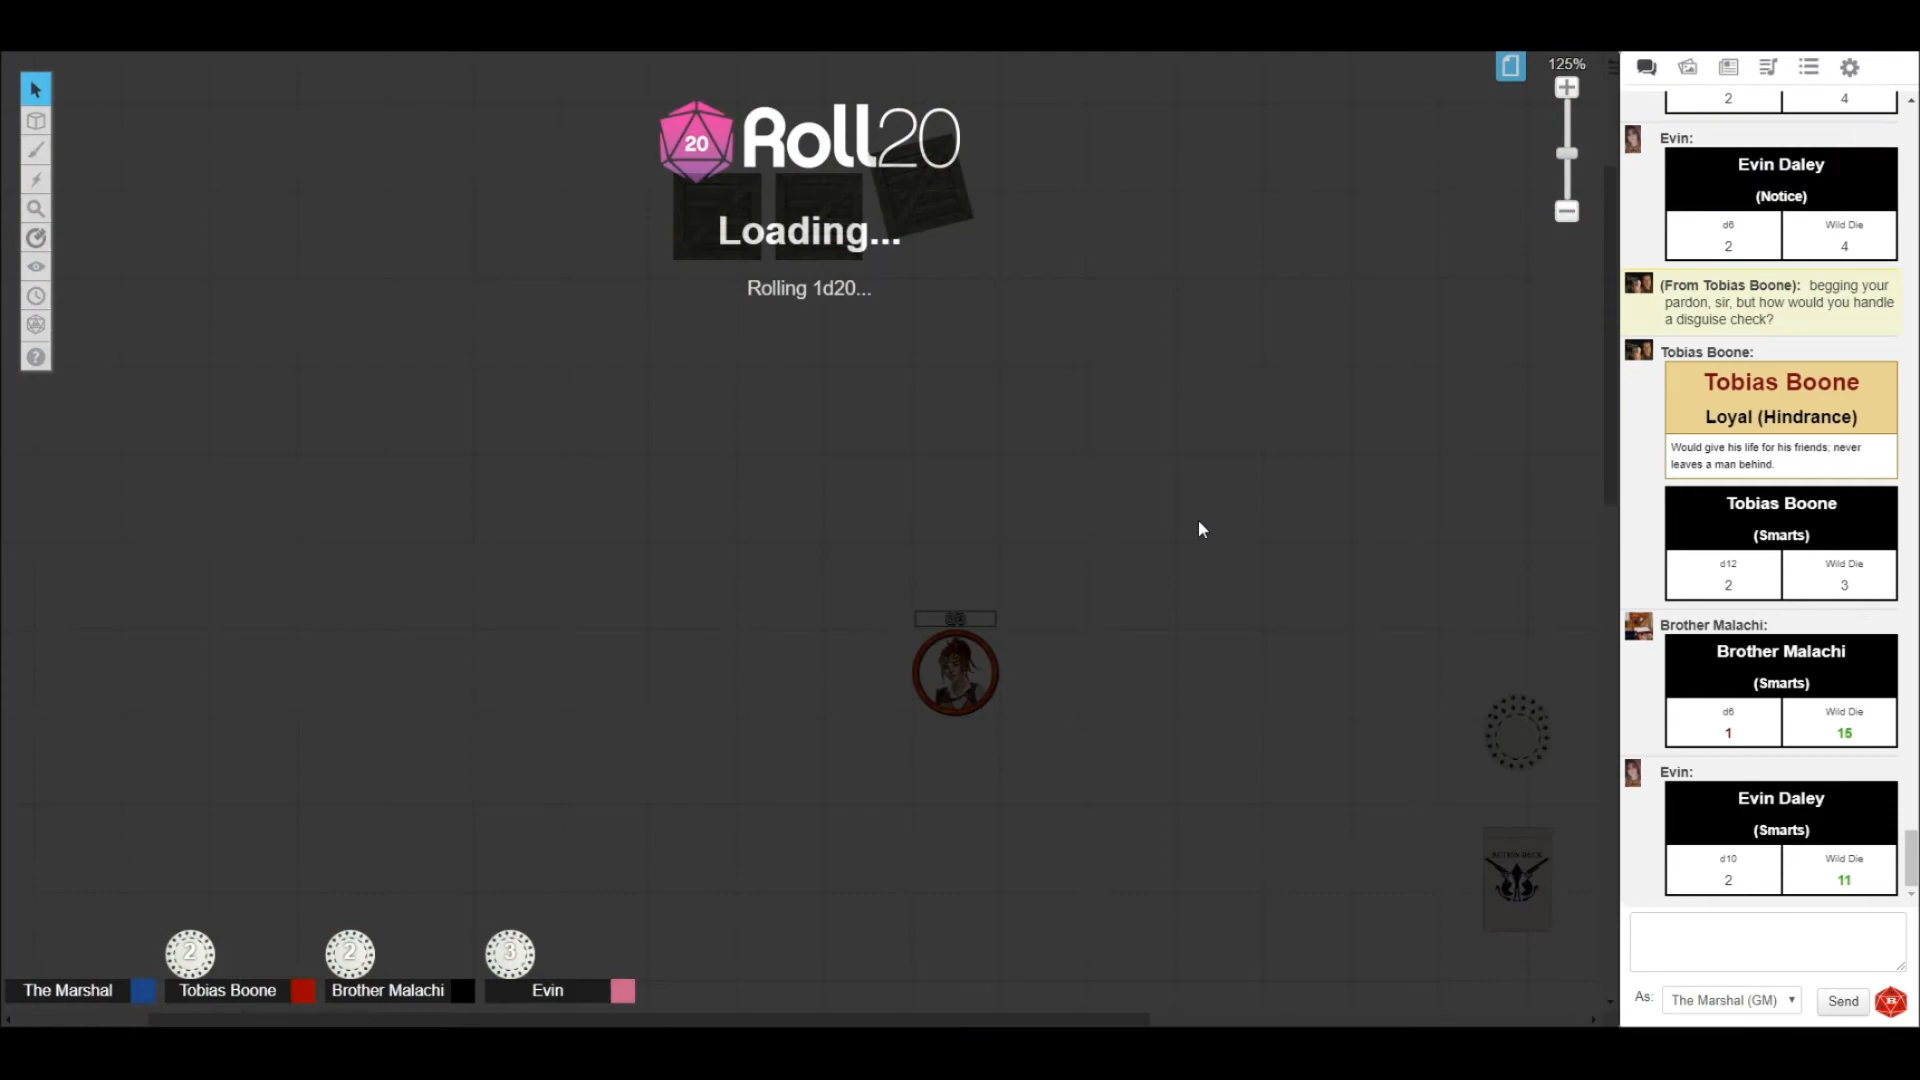 125%
20
Roll20
Loading...
Rolling 1d20...
ACTION DECK
2
2
3
The Marshal
Tobias Boone
Brother Malachi
Evin
2
4
Evin:
Evin Daley
(Notice)
d6
Wild Die
2
4
(From Tobias Boone): begging your
pardon, sir, but how would you handle
a disguise check?
Tobias Boone:
Tobias Boone
Loyal (Hindrance)
Would give his life for his friends; never
leaves a man behind.
Tobias Boone
(Smarts)
d12
Wild Die
2
3
Brother Malachi:
Brother Malachi
(Smarts)
d6
Wild Die
1
15
Evin:
Evin Daley
(Smarts)
d10
Wild Die
2
11
As:
The Marshal (GM)
Send